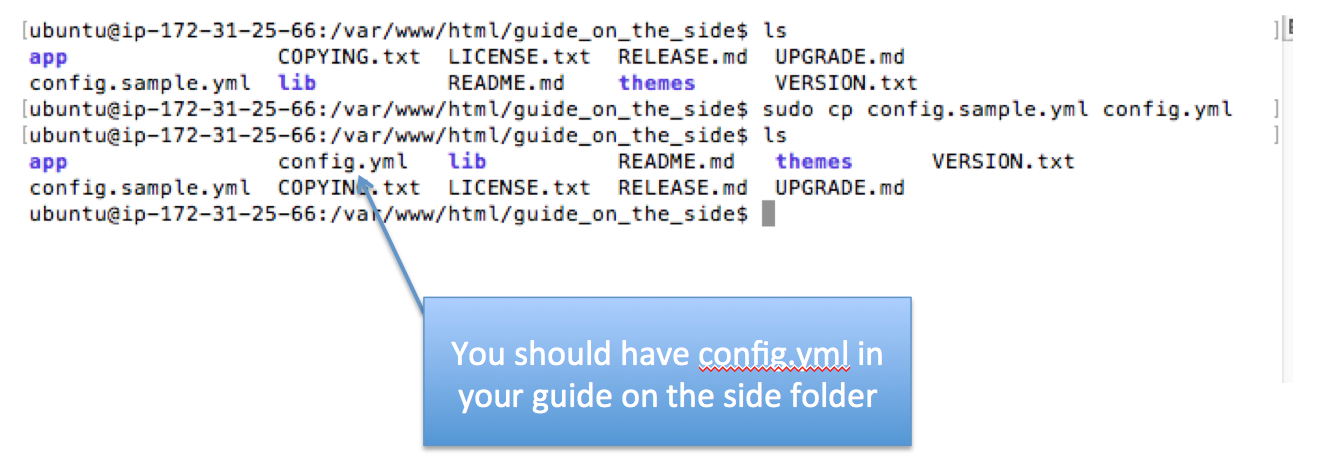 [ubuntu@ip-172-31-25-66:/var/www/html/guide_on_the_side$ ls ]
app COPYING.txt LICENSE.txt RELEASE.md UPGRADE.md
config.sample.yml lib README.md themes VERSION.txt
[ubuntu@ip-172-31-25-66:/var/www/html/guide_on_the_side$ sudo cp config.sample.yml config.yml ]
[ubuntu@ip-172-31-25-66:/var/www/html/guide_on_the_side$ ls ]
app config.yml lib README.md themes VERSION.txt
config.sample.yml COPYING.txt LICENSE.txt RELEASE.md UPGRADE.md
ubuntu@ip-172-31-25-66:/var/www/html/guide_on_the_side$
You should have config.yml in
your guide on the side folder